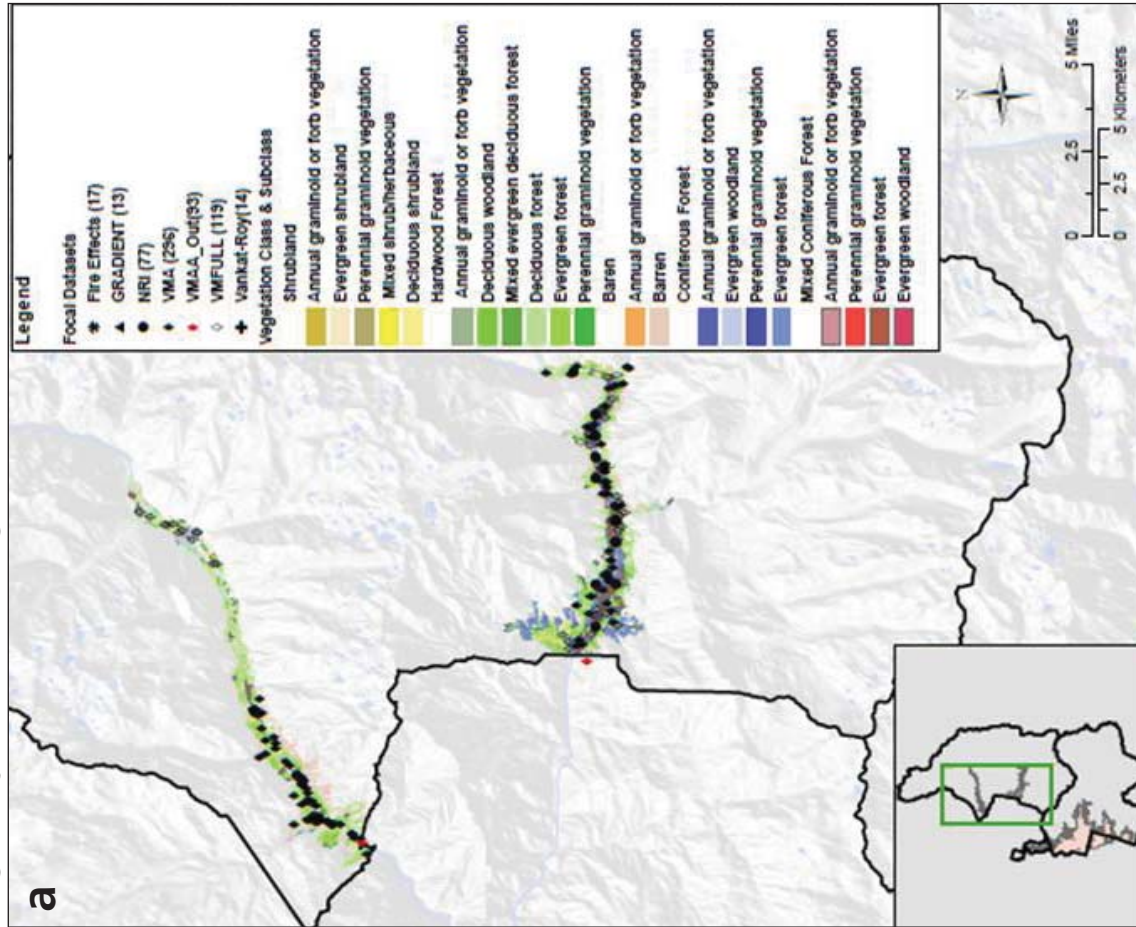 a
Legend
Focal Datasets
Fire Effects (17)
GRADIENT (13)
NRI (77)
VMA (296)
VMAA_Out(93)
VMFULL (119)
Vankat-Roy(14)
Vegetation Class & Subclass
Shrubland
Annual graminoid or forb vegetation
Evergreen shrubland
Perennial graminoid vegetation
Mixed shrub/herbaceous
Deciduous shrubland
Hardwood Forest
Annual graminoid or forb vegetation
Deciduous woodland
Mixed evergreen deciduous forest
Deciduous forest
Evergreen forest
Perennial graminoid vegetation
Baren
Annual graminoid or forb vegetation
Barren
Coniferous Forest
Annual graminoid or forb vegetation
Evergreen woodland
Perennial graminoid vegetation
Evergreen forest
Mixed Coniferous Forest
Annual graminoid or forb vegetation
Perennial graminoid vegetation
Evergreen forest
Evergreen woodland
N
0 2.5 5 Miles
0 2.5 5 Kilometers